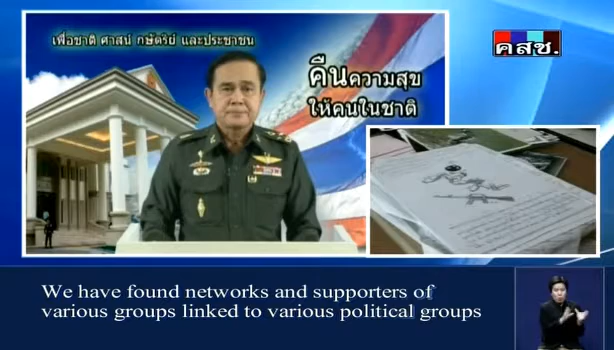 เพื่อชาติ ศาสน์ กษัตริย์ และประชาชน
คืนความสุข
ให้คนในชาติ
คสช.
We have found networks and supporters of
various groups linked to various political groups